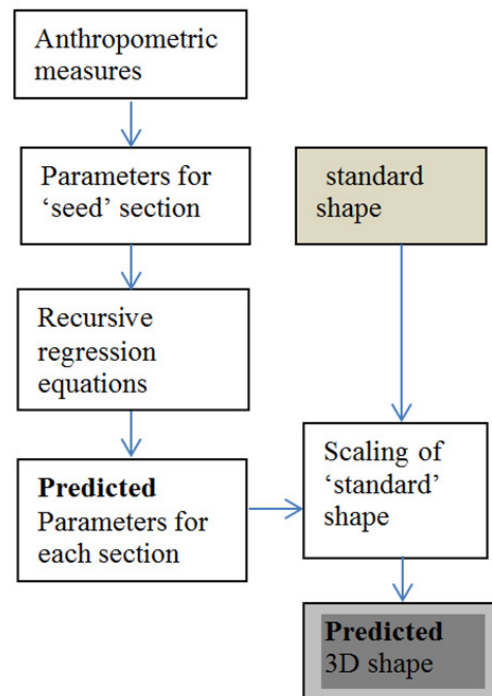 Anthropometric
measures
Parameters for
‘seed’ section
standard
shape
Recursive
regression
equations
Predicted
Parameters for
each section
Scaling of
‘standard’
shape
Predicted
3D shape